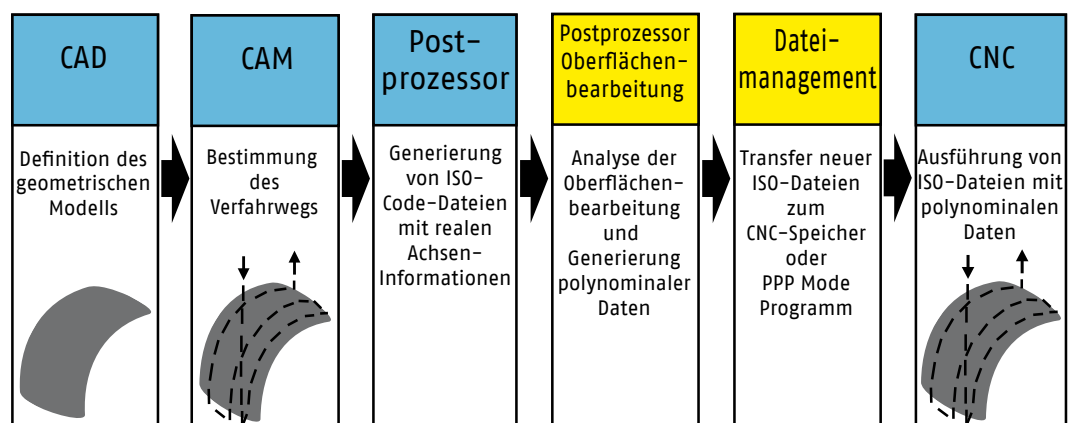 CAD
Definition des
geometrischen
Modells
CAM
Bestimmung
des
Verfahrwegs
Post-
prozessor
Generierung
von ISO-
Code-Dateien
mit realen
Achsen-
Informationen
Postprozessor
Oberflächen-
bearbeitung
Analyse der
Oberflächen-
bearbeitung
und
Generierung
polynominaler
Daten
Datei-
management
Transfer neuer
ISO-Dateien
zum
CNC-Speicher
oder
PPP Mode
Programm
CNC
Ausführung von
ISO-Dateien mit
polynominalen
Daten